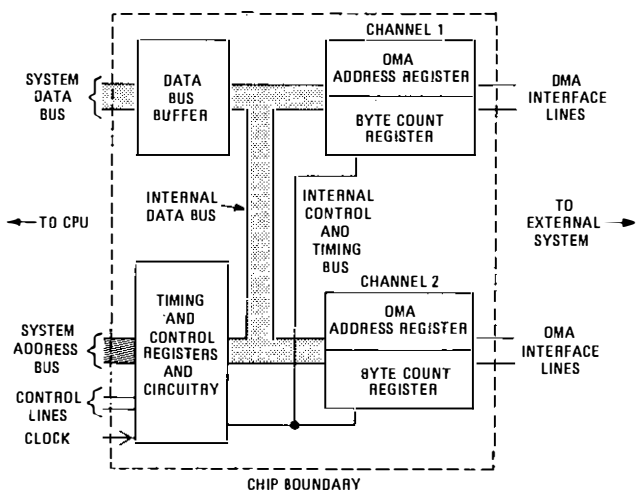 CHANNEL 1
SYSTEM
DATA
BUS
DATA
BUS
BUFFER
OMA
ADDRESS REGISTER
BYTE COUNT
REGISTER
DMA
INTERFACE
LINES
INTERNAL
DATA BUS
INTERNAL
CONTROL
AND
TIMING
BUS
TO CPU
TO
EXTERNAL
SYSTEM
CHANNEL 2
SYSTEM
ADDRESS
BUS
TIMING
AND
CONTROL
REGISTERS
AND
CIRCUITRY
OMA
ADDRESS REGISTER
BYTE COUNT
REGISTER
OMA
INTERFACE
LINES
CONTROL
LINES
CLOCK
CHIP BOUNDARY